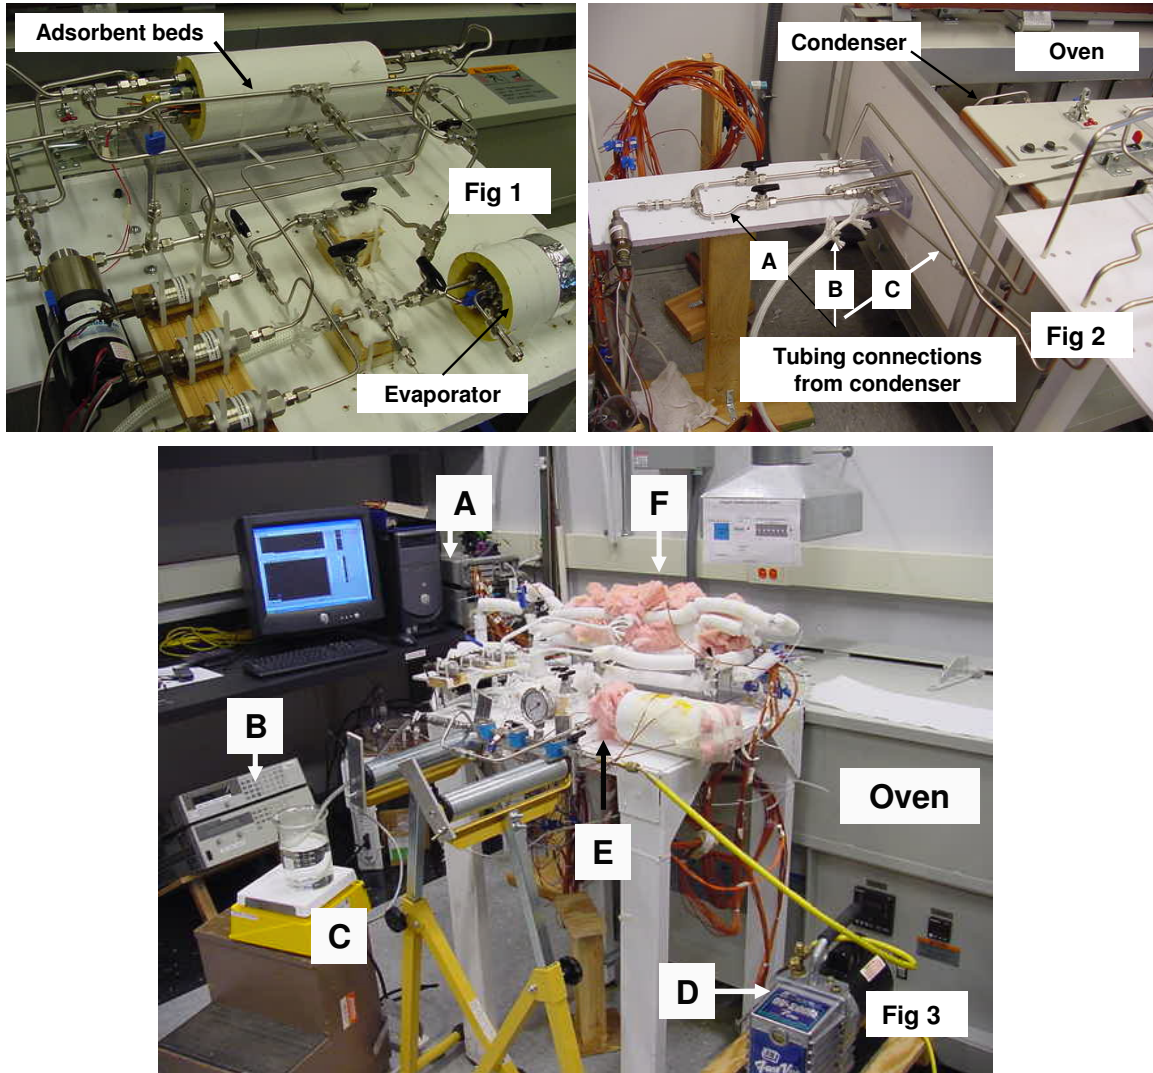 Adsorbent beds
Fig 1
Evaporator
Condenser
Oven
A
B
C
Fig 2
Tubing connections
from condenser
A
F
B
Oven
E
C
D
Fig 3